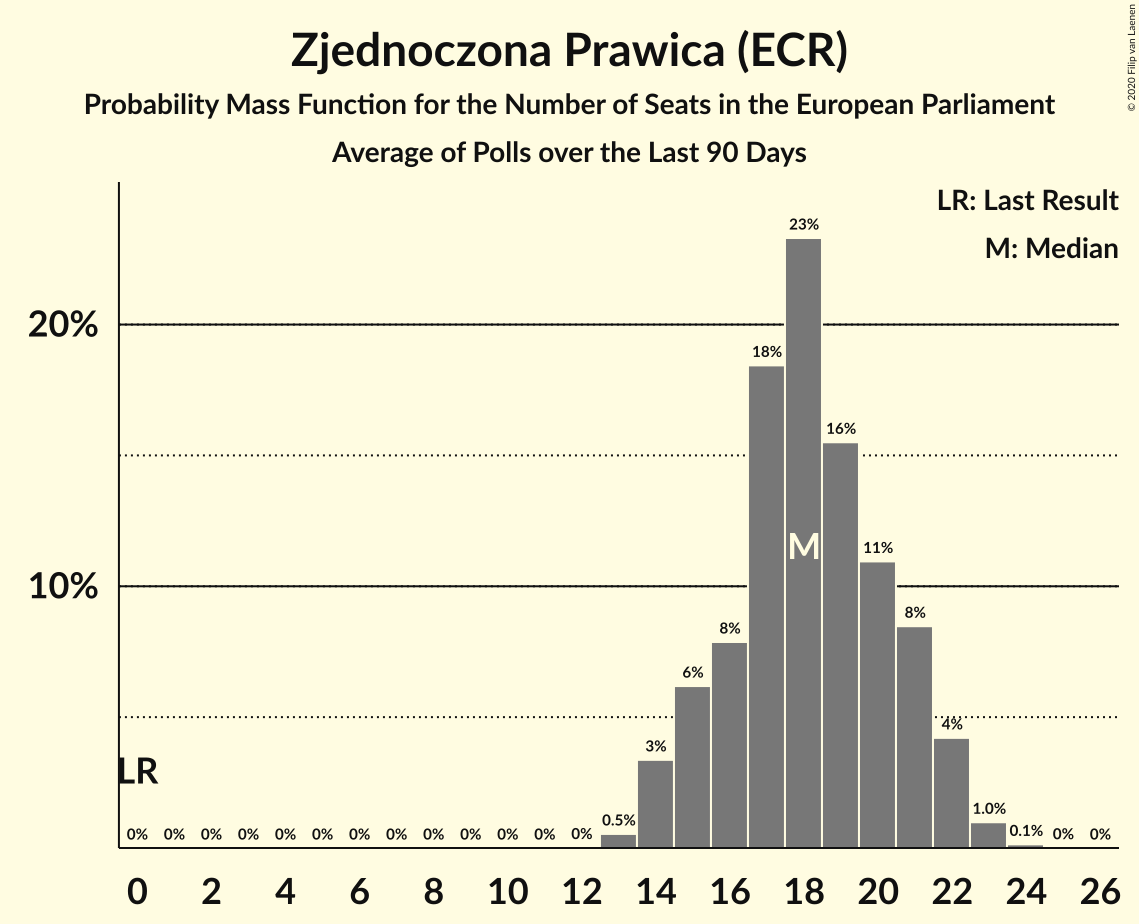 Zjednoczona Prawica (ECR)
Probability Mass Function for the Number of Seats in the European Parliament
Average of Polls over the Last 90 Days
© 2020 Filip van Laenen
LR: Last Result
M: Median
23%
20%
18%
16%
M
11%
10%
8%
8%
6%
4%
3%
LR
0% 0% 0% 0% 0% 0% 0% 0% 0% 0% 0% 0% 0% 0.5% 1.0% 0.1% 0% 0%
0 2 4 6 8 10 12 14 16 18 20 22 24 26